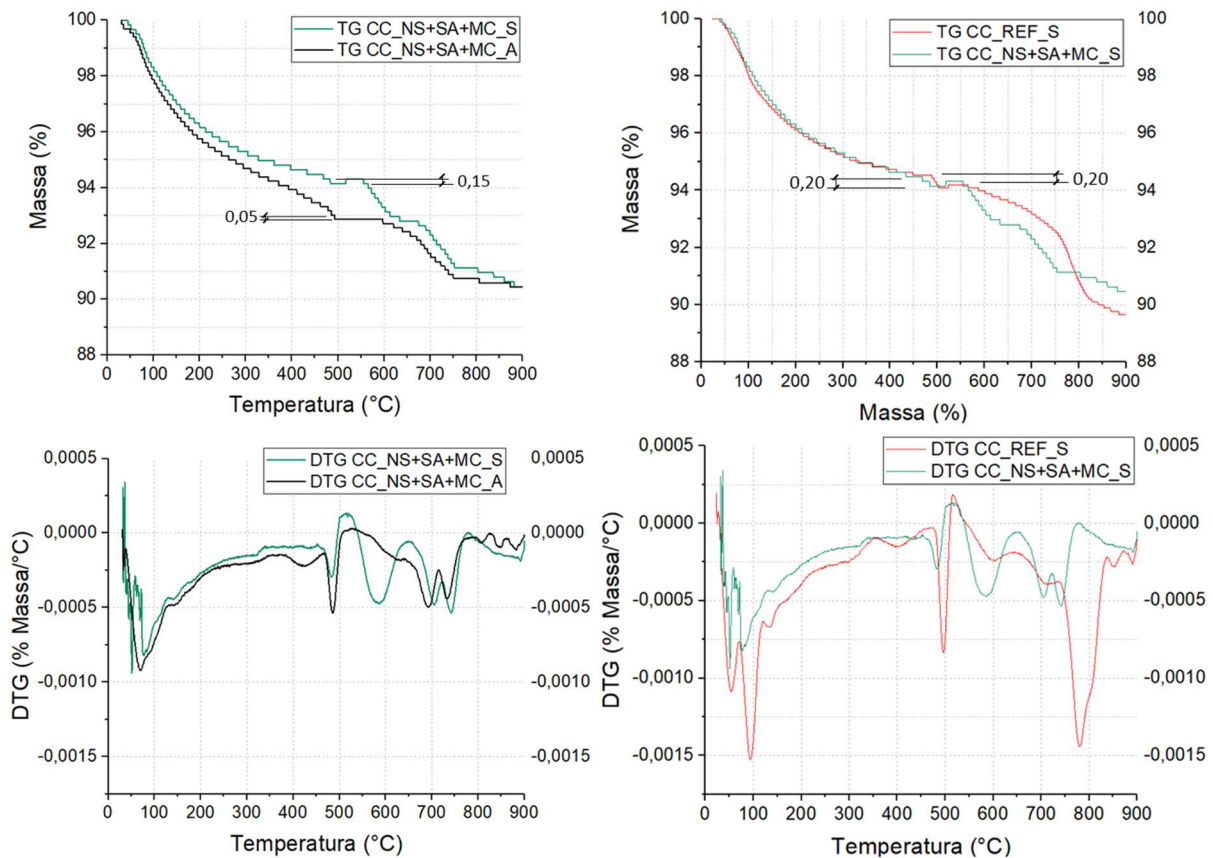 TG CC_NS+SA+MC_S
TG CC_NS+SA+MC_A
Massa (%)
100
98
96
94
92
90
88
0,15
0,05
0 100 200 300 400 500 600 700 800 900
Temperatura (°C)
TG CC_REF_S
TG CC_NS+SA+MC_S
Massa (%)
100
98
96
94
92
90
88
100
98
96
94
92
90
88
0,20
0,20
0 100 200 300 400 500 600 700 800 900
Massa (%)
DTG CC_NS+SA+MC_S
DTG CC_NS+SA+MC_A
DTG (% Massa/°C)
0,0005
0,0000
-0,0005
-0,0010
-0,0015
0,0005
0,0000
-0,0005
-0,0010
-0,0015
0 100 200 300 400 500 600 700 800 900
Temperatura (°C)
DTG CC_REF_S
DTG CC_NS+SA+MC_S
DTG (% Massa/°C)
0,0005
0,0000
-0,0005
-0,0010
-0,0015
0,0005
0,0000
-0,0005
-0,0010
-0,0015
0 100 200 300 400 500 600 700 800 900
Temperatura (°C)